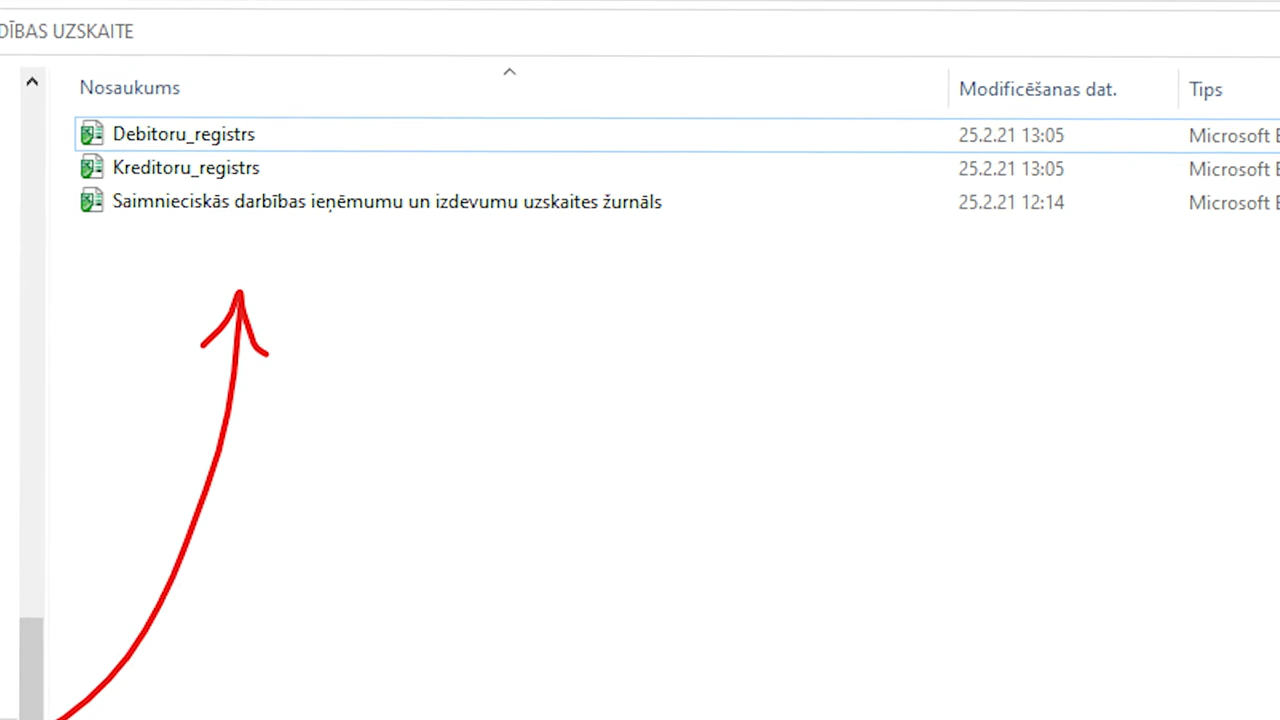 DĪBAS UZSKAITE
Nosaukums Modificēšanas dat. Tips
Debitoru_registrs 25.2.21 13:05 Microsoft
Kreditoru_registrs 25.2.21 13:05 Microsoft
Saimnieciskās darbības ieņēmumu un izdevumu uzskaites žurnāls 25.2.21 12:14 Microsoft